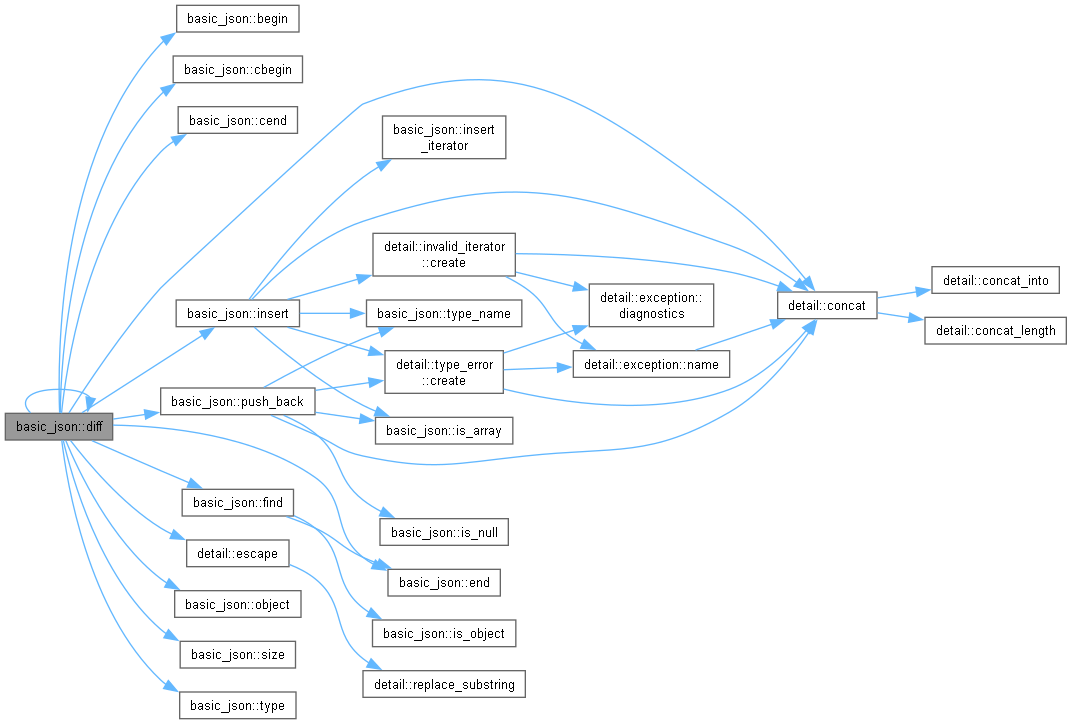 basic_json::begin
basic_json::cbegin
basic_json::cend
basic_json::insert
_iterator
detail::invalid_iterator
::create
detail::concat_into
detail::exception::
diagnostics
detail::concat
basic_json::insert
basic_json::type_name
detail::concat_length
detail::type_error
::create
detail::exception::name
basic_json::push_back
basic_json::diff
basic_json::is_array
basic_json::find
basic_json::is_null
detail::escape
basic_json::end
basic_json::object
basic_json::is_object
basic_json::size
detail::replace_substring
basic_json::type